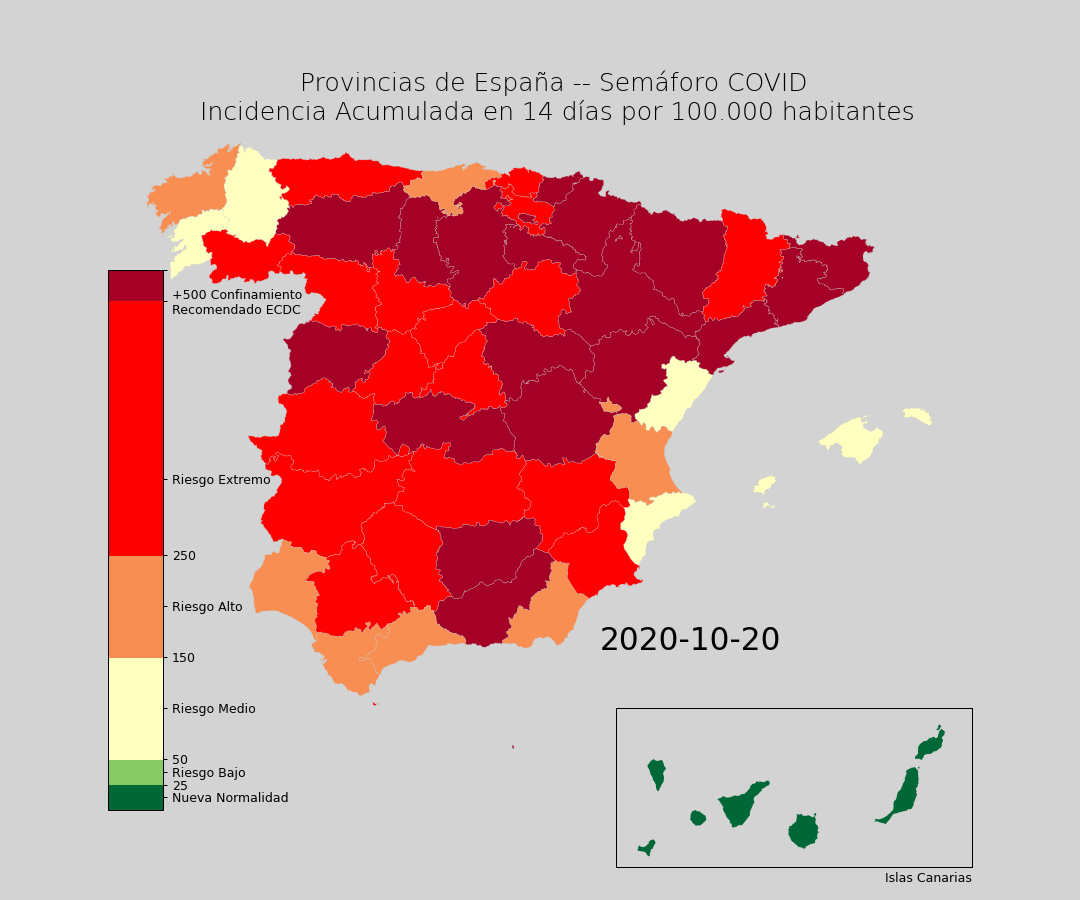 Provincias de España -- Semáforo COVID
Incidencia Acumulada en 14 días por 100.000 habitantes
+500 Confinamiento
Recomendado ECDC
Riesgo Extremo
250
Riesgo Alto
150
Riesgo Medio
50
Riesgo Bajo
25
Nueva Normalidad
2020-10-20
Islas Canarias